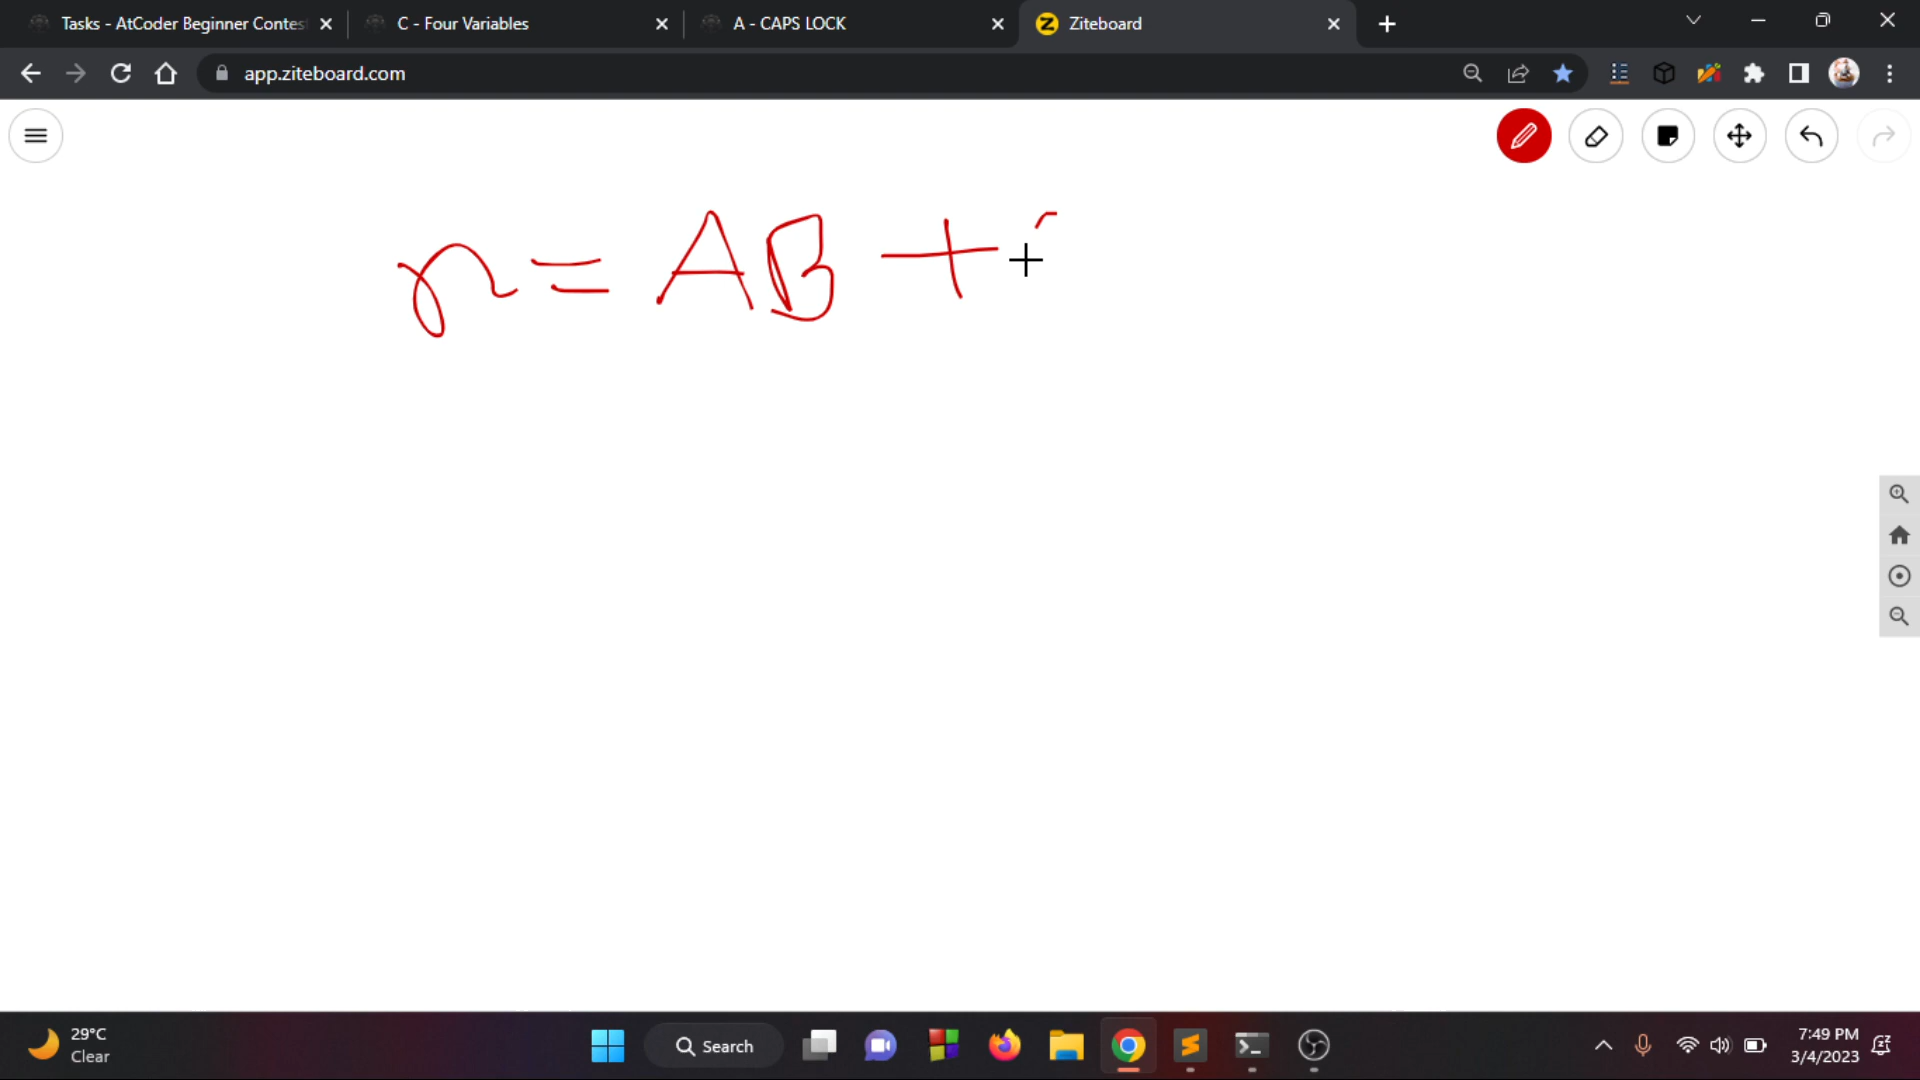 Tasks - AtCoder Beginner Contes
C - Four Variables
A - CAPS LOCK
Ziteboard
app.ziteboard.com
n = AB +
29°C
Clear
Search
7:49 PM
3/4/2023